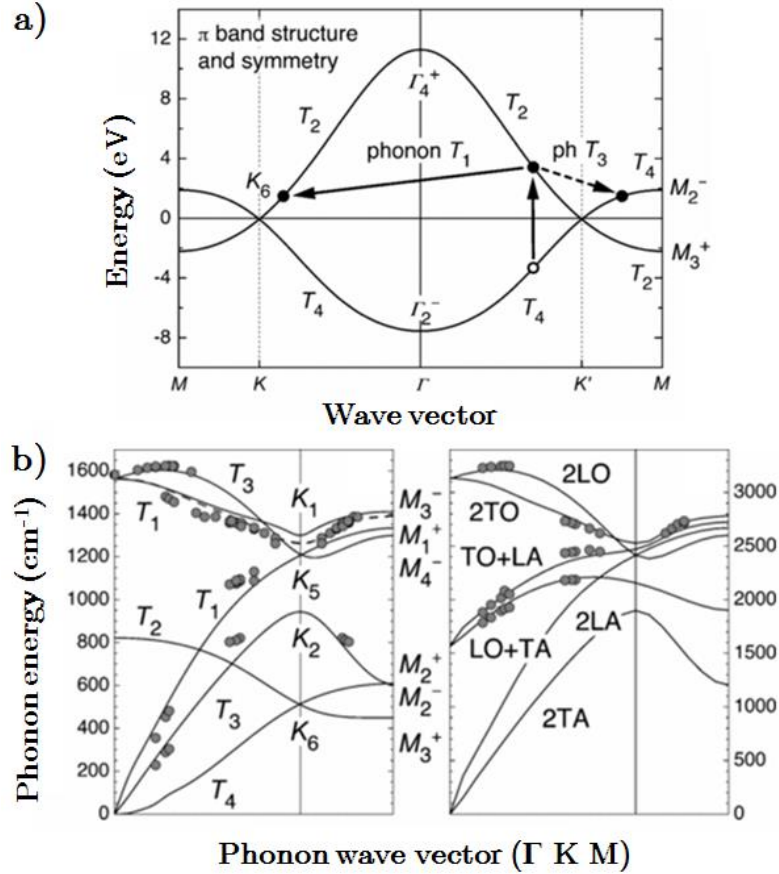 a)
π band structure
and symmetry
Energy (eV)
12
8
4
0
-4
-8
Γ₄⁺
T₂
T₂
phonon T₁
ph T₃
T₄
K₆
M₂⁻
M₃⁺
T₂
T₄
Γ₂⁻
T₄
M
K
Γ
K'
M
Wave vector
b)
Phonon energy (cm⁻¹)
1600
1400
1200
1000
800
600
400
200
0
T₃
K₁
T₁
T₁
K₅
T₂
K₂
T₃
K₆
T₄
M₃⁻
M₁⁺
M₄⁻
M₂⁺
M₂⁻
M₃⁺
2LO
2TO
TO+LA
2LA
LO+TA
2TA
3000
2500
2000
1500
1000
500
0
Phonon wave vector (Γ K M)